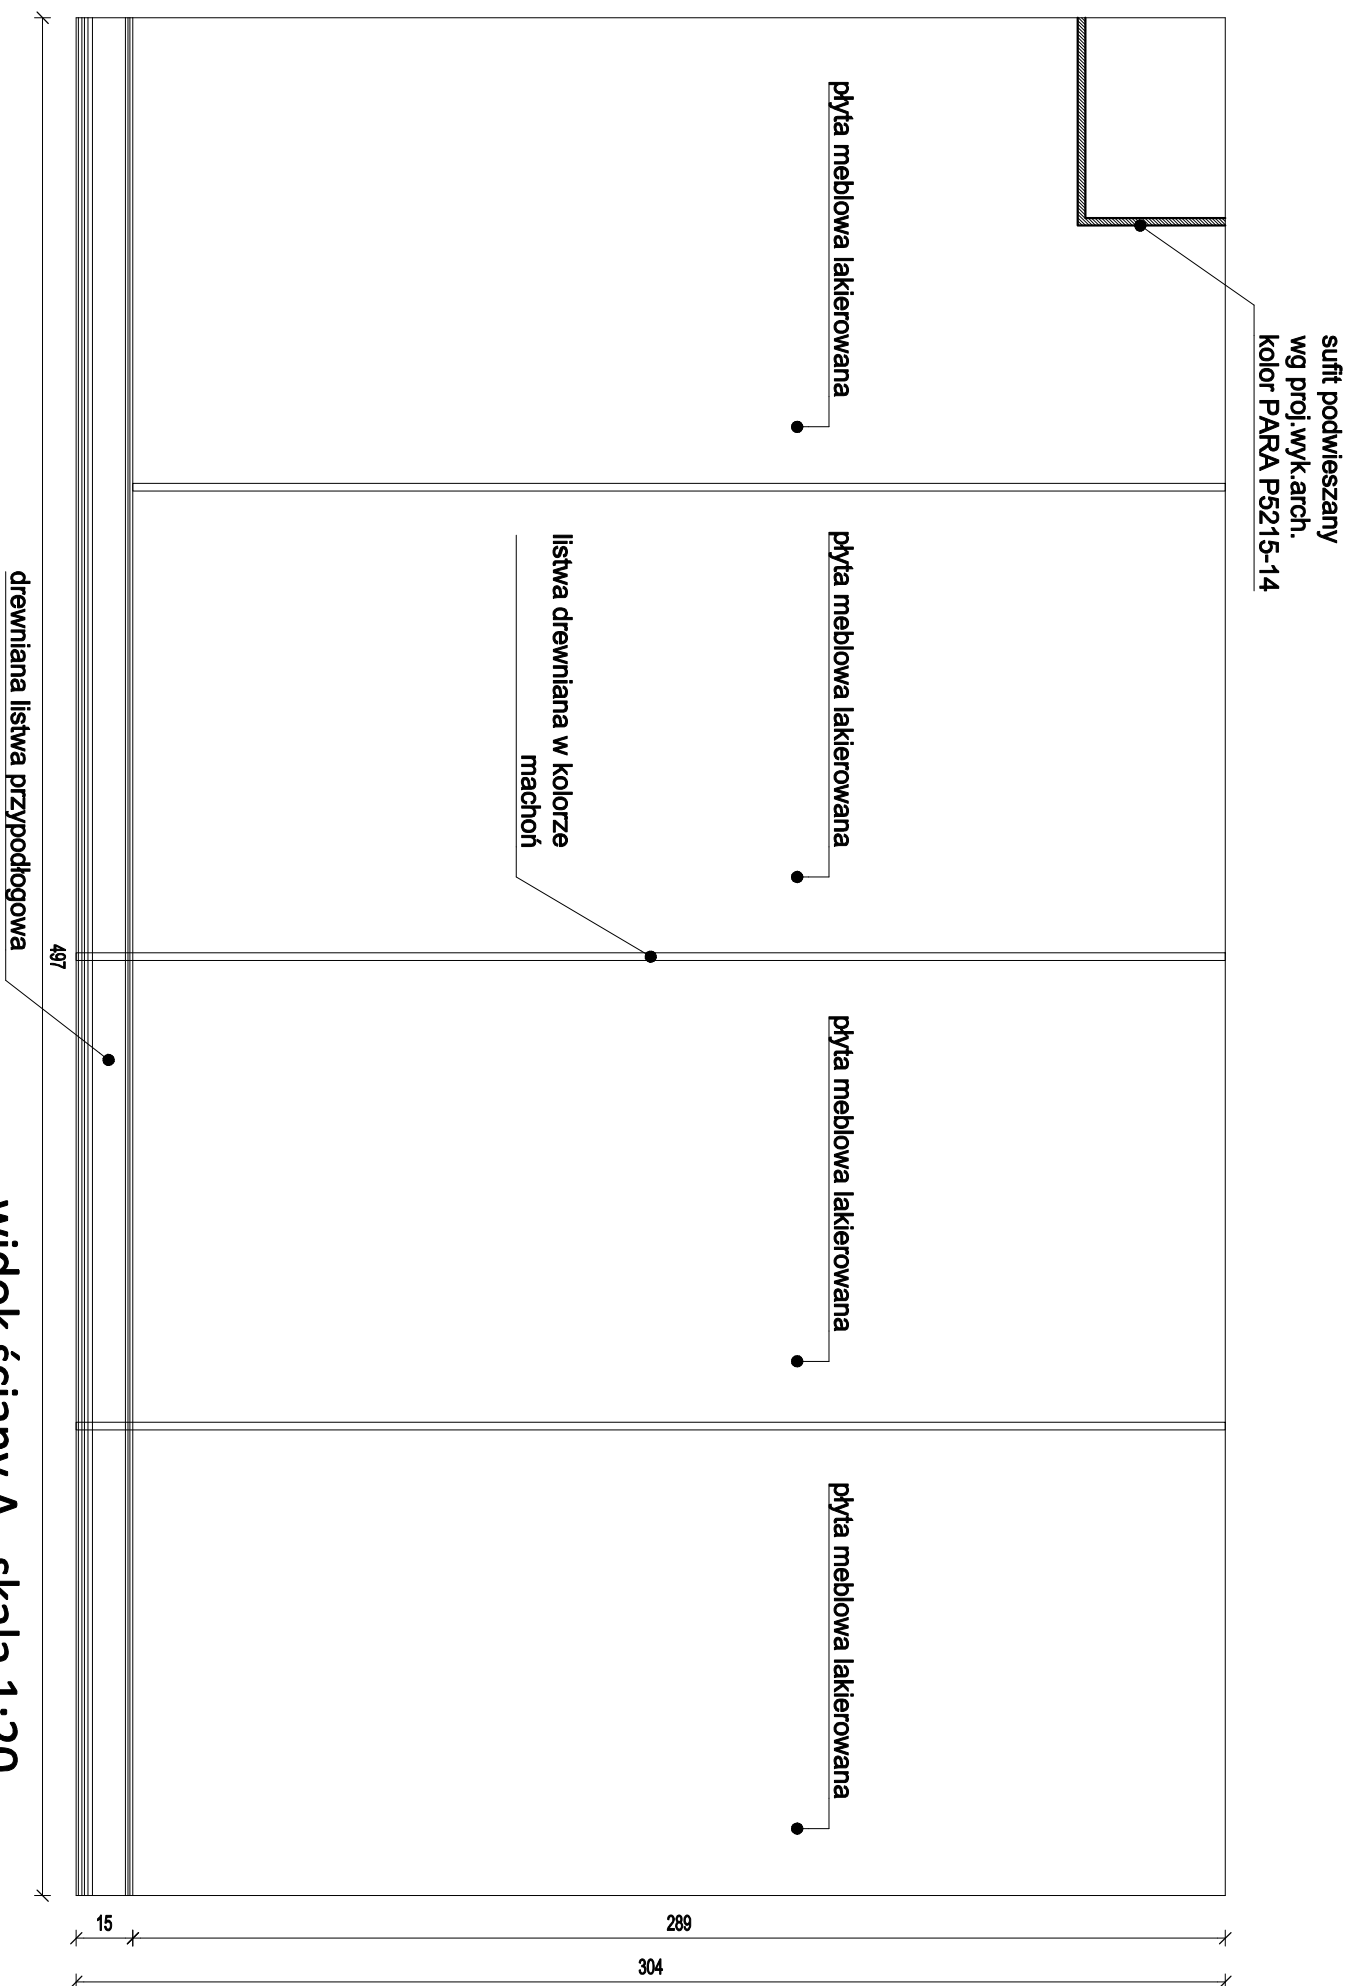 sufit podwieszany
wg proj.wyk.arch.
kolor PARA P5215-14
płyta meblowa lakierowana
płyta meblowa lakierowana
płyta meblowa lakierowana
płyta meblowa lakierowana
listwa drewniana w kolorze
machoń
289
304
15
497
drewniana listwa przypodłogowa
widok ściany A skala 1:20